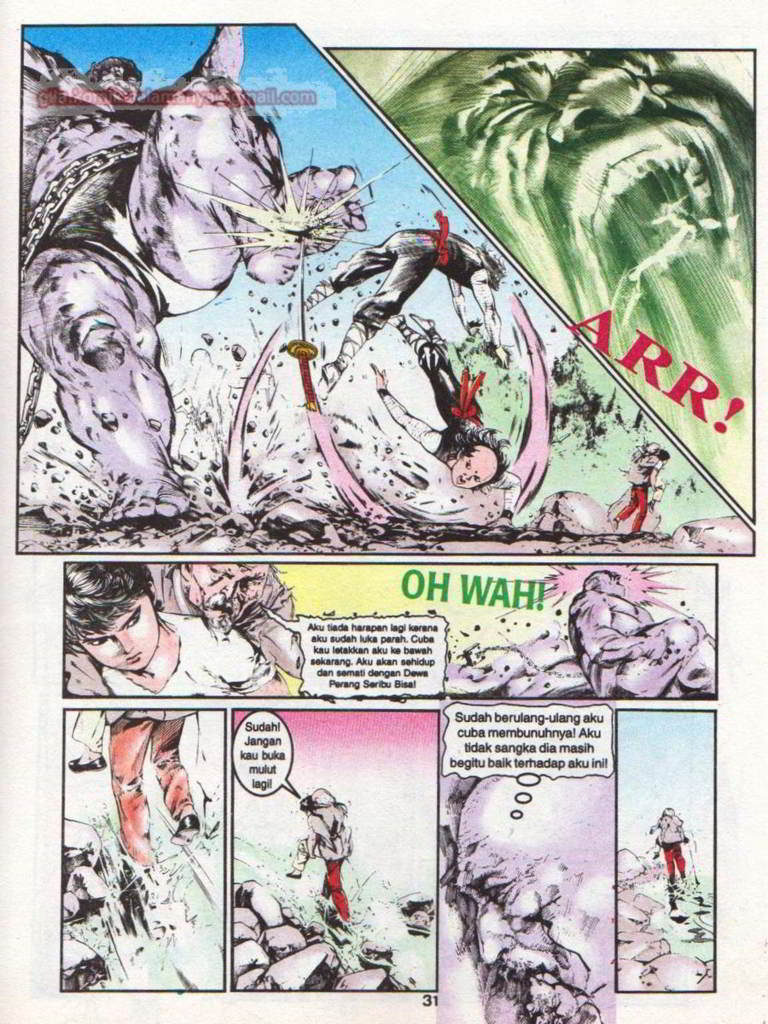 ARR!
OH WAH!
Aku tiada harapan lagi kerana
aku sudah luka parah. Cuba
kau letakkan aku ke bawah
sekarang. Aku akan sehidup
dan semati dengan Dewa
Perang Seribu Bisa!
Sudah!
Jangan
kau buka
mulut
lagi!
Sudah berulang-ulang aku
cuba membunuhnya! Aku
tidak sangka dia masih
begitu baik terhadap aku ini!
31